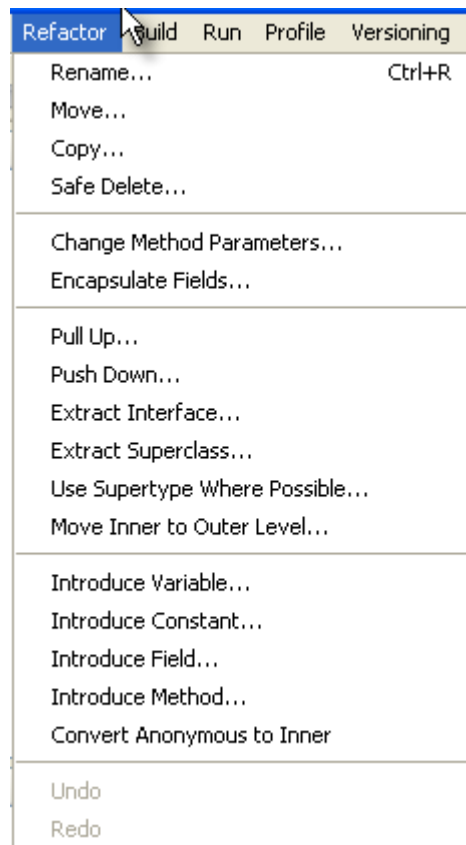 Refactor Build Run Profile Versioning
Rename... Ctrl+R
Move...
Copy...
Safe Delete...
Change Method Parameters...
Encapsulate Fields...
Pull Up...
Push Down...
Extract Interface...
Extract Superclass...
Use Supertype Where Possible...
Move Inner to Outer Level...
Introduce Variable...
Introduce Constant...
Introduce Field...
Introduce Method...
Convert Anonymous to Inner
Undo
Redo